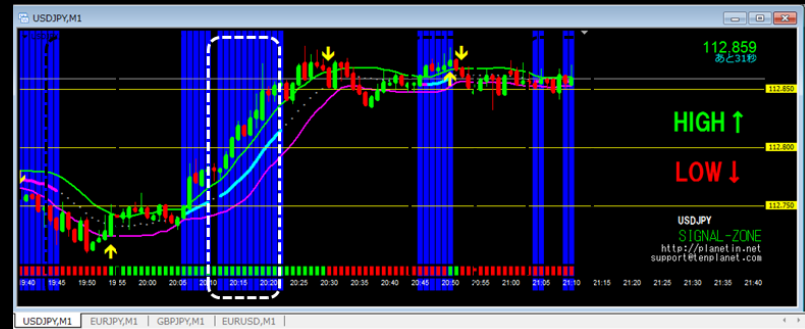 USDJPY,M1
112.859
あと31秒
112.850
HIGH ↑
112.800
LOW ↓
112.750
USDJPY
SIGNAL-ZONE
http://planetin.net
support@tenplanet.com
19:40 19:45 19:50 19:55 20:00 20:05 20:10 20:15 20:20 20:25 20:30 20:35 20:40 20:45 20:50 20:55 21:00 21:05 21:10 21:15 21:20 21:25 21:30 21:35 21:40
USDJPY,M1 EURJPY,M1 GBPJPY,M1 EURUSD,M1